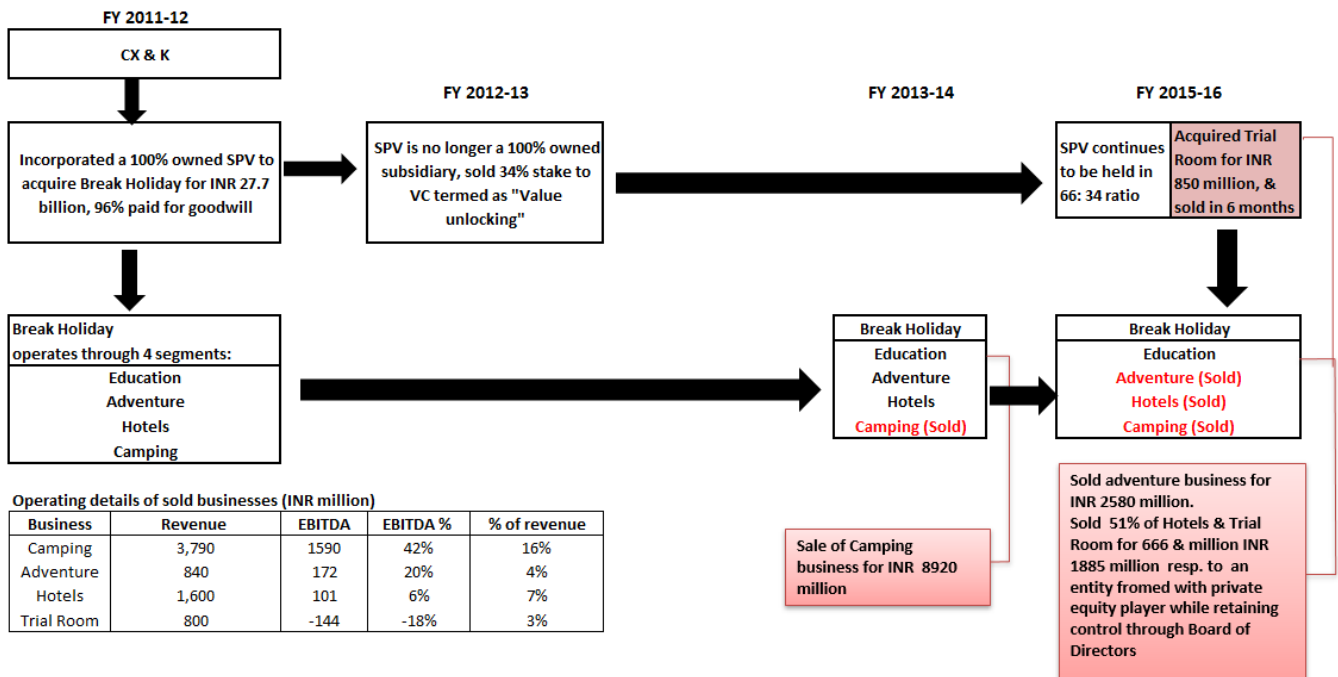 FY 2011-12
CX & K
Incorporated a 100% owned SPV to
acquire Break Holiday for INR 27.7
billion, 96% paid for goodwill
FY 2012-13
SPV is no longer a 100% owned
subsidiary, sold 34% stake to
VC termed as "Value
unlocking"
FY 2013-14
FY 2015-16
SPV continues
to be held in
66: 34 ratio
Acquired Trial
Room for INR
850 million, &
sold in 6 months
Break Holiday
operates through 4 segments:
Education
Adventure
Hotels
Camping
Break Holiday
Education
Adventure
Hotels
Camping (Sold)
Break Holiday
Education
Adventure (Sold)
Hotels (Sold)
Camping (Sold)
Operating details of sold businesses (INR million)
Business Revenue EBITDA EBITDA % % of revenue
Camping 3,790 1590 42% 16%
Adventure 840 172 20% 4%
Hotels 1,600 101 6% 7%
Trial Room 800 -144 -18% 3%
Sale of Camping
business for INR 8920
million
Sold adventure business for
INR 2580 million.
Sold 51% of Hotels & Trial
Room for 666 & million INR
1885 million resp. to an
entity fromed with private
equity player while retaining
control through Board of
Directors